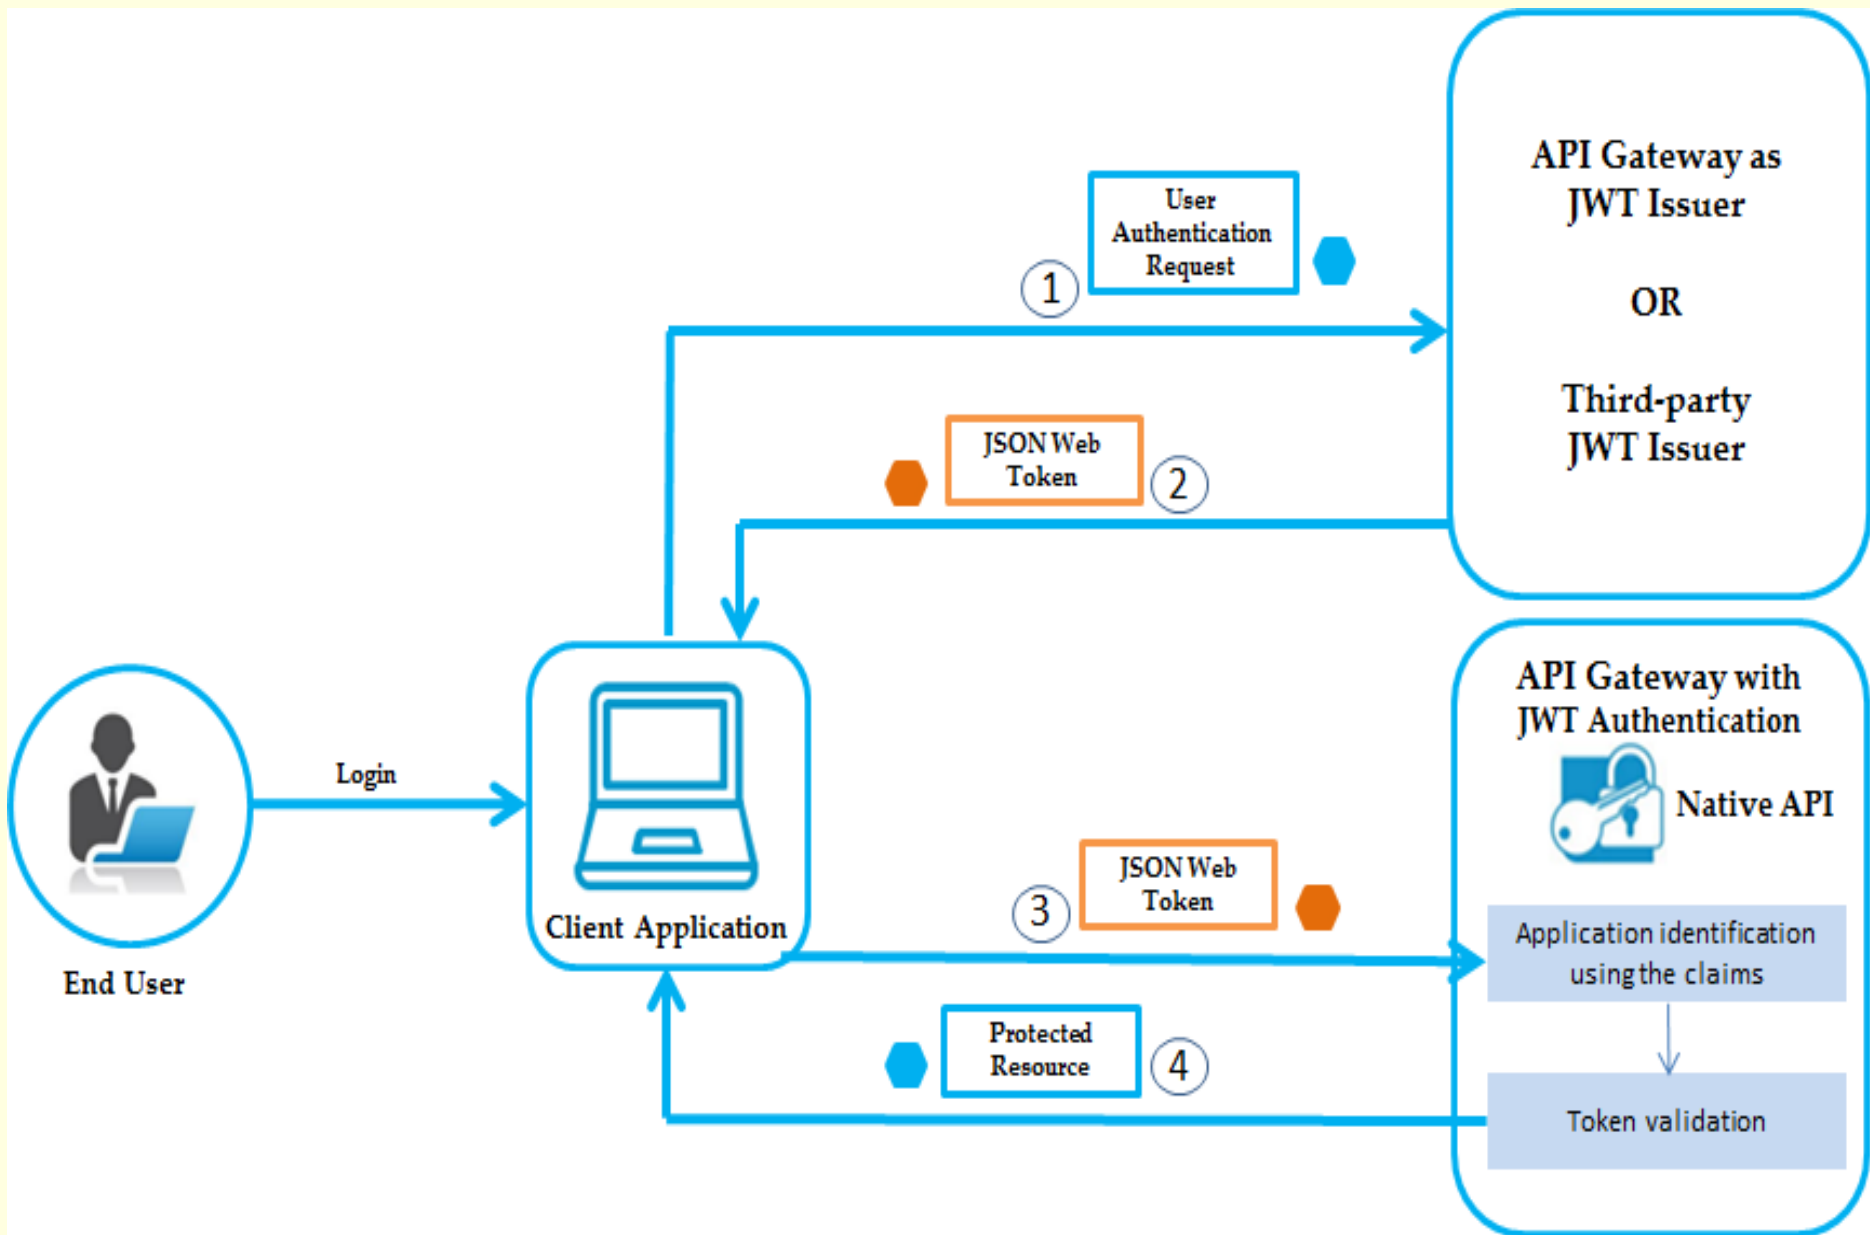 API Gateway as
JWT Issuer
OR
Third-party
JWT Issuer
User
Authentication
Request
1
JSON Web
Token
2
Login
End User
Client Application
API Gateway with
JWT Authentication
Native API
JSON Web
Token
3
Application identification
using the claims
Protected
Resource
4
Token validation